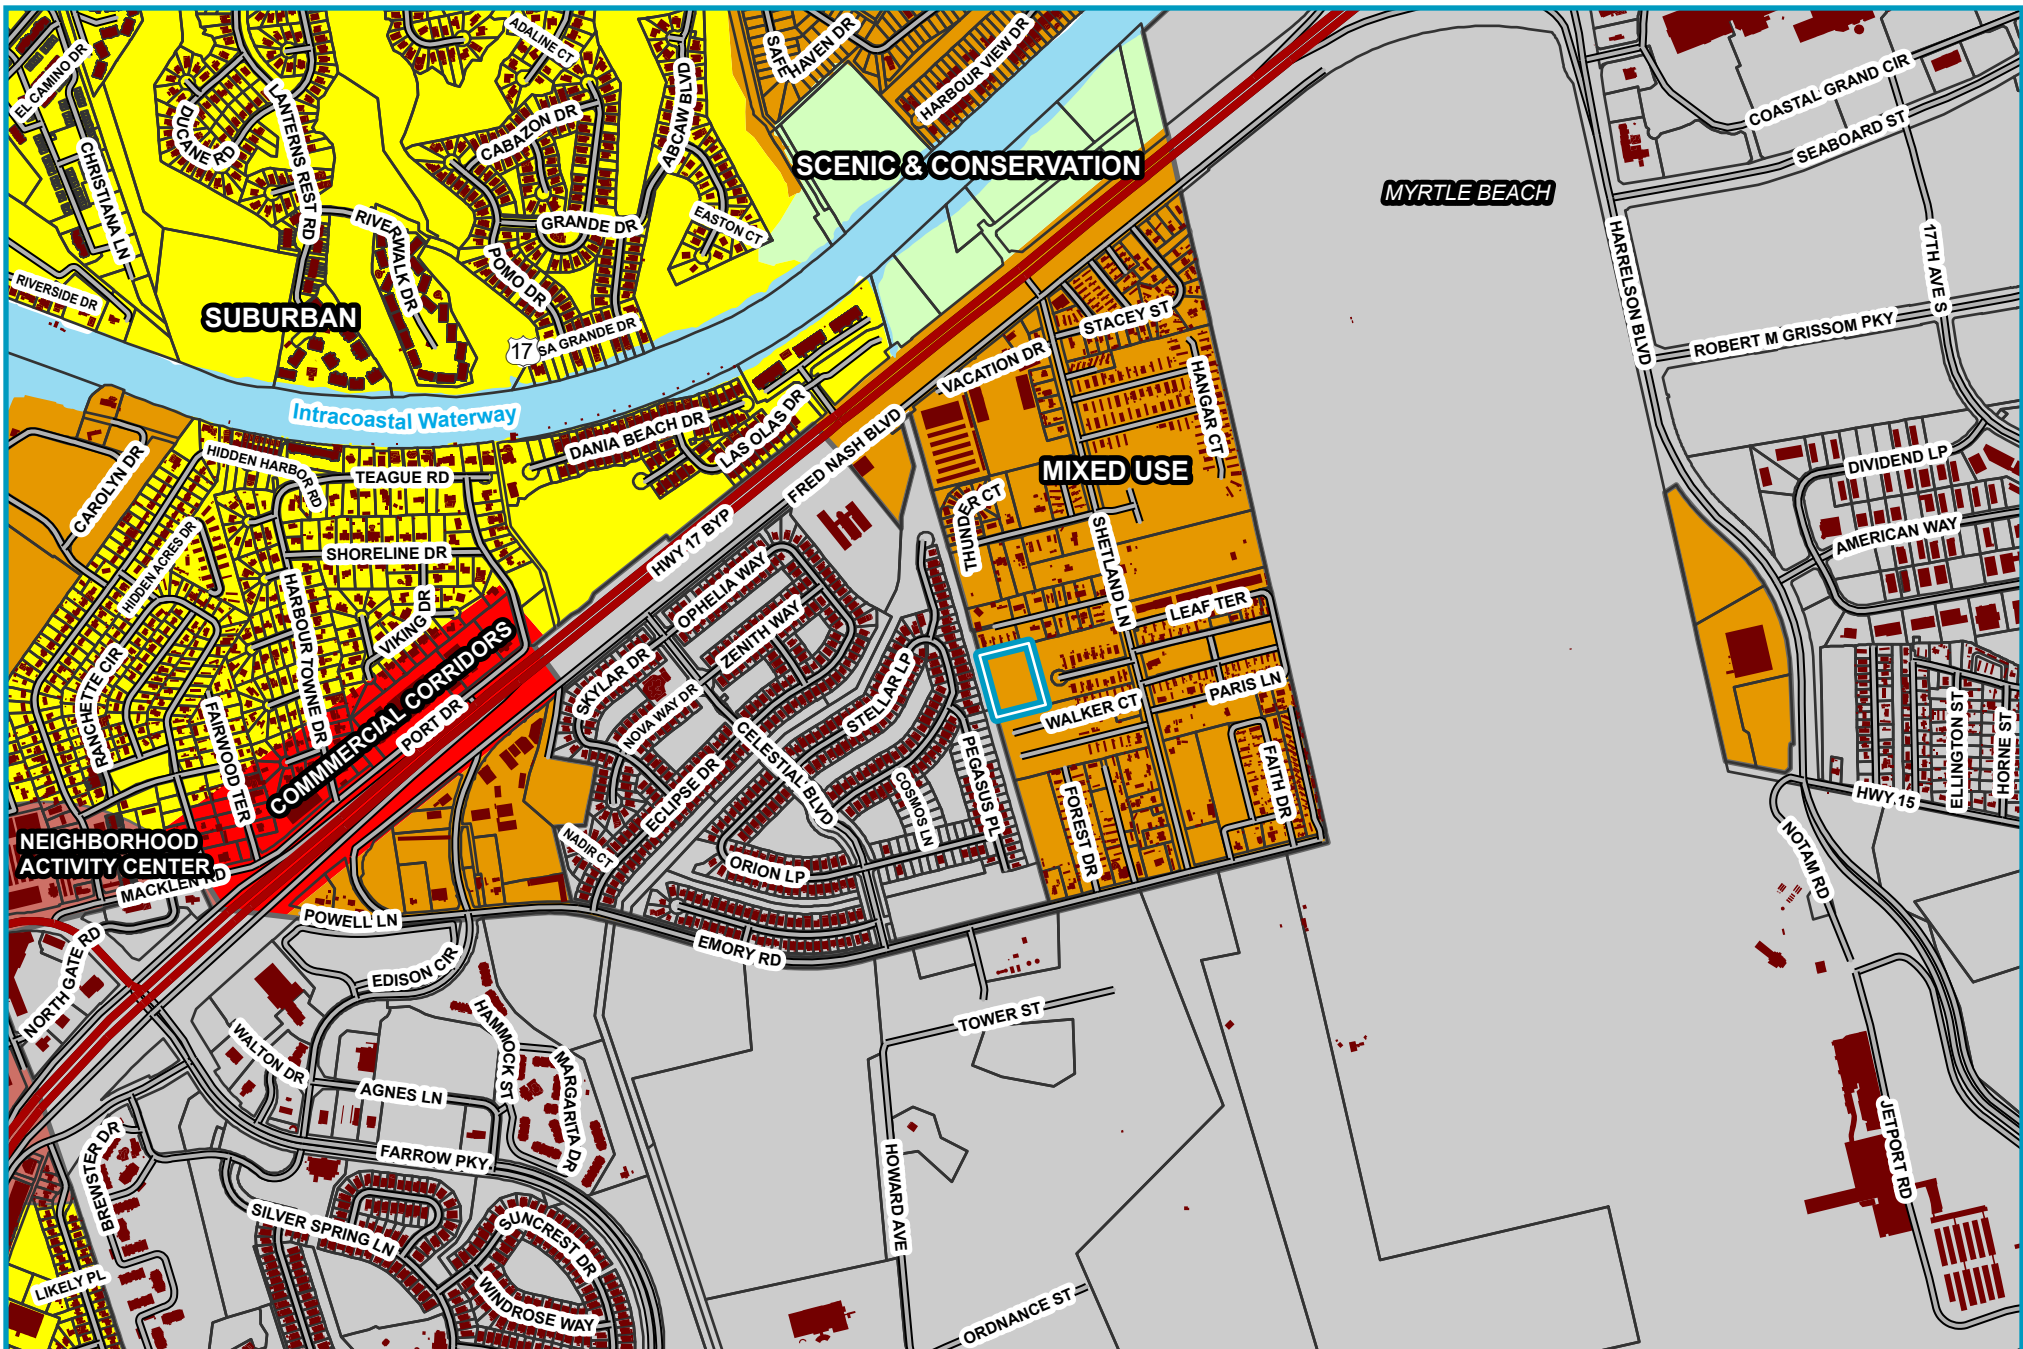 EL CAMINO DR
ADALINE CT
SAFE
HAVEN DR
HARBOUR VIEW DR
COASTAL GRAND CIR
SEABOARD ST
DUCANE RD
LANTERNS REST RD
CHRISTIANA LN
CABAZON DR
ABCAW BLVD
SCENIC & CONSERVATION
MYRTLE BEACH
GRANDE DR
EASTON CT
RIVERWALK DR
POMO DR
RIVERSIDE DR
SUBURBAN
17
SA GRANDE DR
STACEY ST
VACATION DR
HANGAR CT
HARRELSON BLVD
17TH AVE S
ROBERT M GRISSOM PKY
Intracoastal Waterway
DANIA BEACH DR
LAS OLAS DR
FRED NASH BLVD
HWY 17 BYP
CAROLYN DR
HIDDEN HARBOR RD
TEAGUE RD
SHORELINE DR
HIDDEN ACRES DR
HARBOUR TOWNE DR
VIKING DR
MIXED USE
THUNDER CT
SHETLAND LN
DIVIDEND LP
AMERICAN WAY
OPHELIA WAY
ZENITH WAY
LEAF TER
RANCHETTE CIR
FAIRWOOD TER
COMMMERCIAL CORRIDORS
PORT DR
SKYLAR DR
NOVA WAY DR
STELLAR LP
CELESTIAL BLVD
WALKER CT
PARIS LN
ELLINGTON ST
HORNE ST
ECLIPSE DR
COSMOS LN
PEGASUS PL
FOREST DR
FAITH DR
HWY 15
NOTAM RD
NEIGHBORHOOD
ACTIVITY CENTER
MACKLEN RD
NADIR CT
ORION LP
POWELL LN
EMORY RD
NORTH GATE RD
EDISON CIR
TOWER ST
WALTON DR
HAMMOCK ST
MARGARITA DR
AGNES LN
BREWSTER DR
FARROW PKY
HOWARD AVE
JETPORT RD
SILVER SPRING LN
SUNCREST DR
LIKELY PL
WINDROSE WAY
ORDNANCE ST